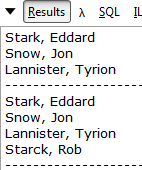 Results λ SQL IL
Stark, Eddard
Snow, Jon
Lannister, Tyrion
--------------------
Stark, Eddard
Snow, Jon
Lannister, Tyrion
Starck, Rob
--------------------